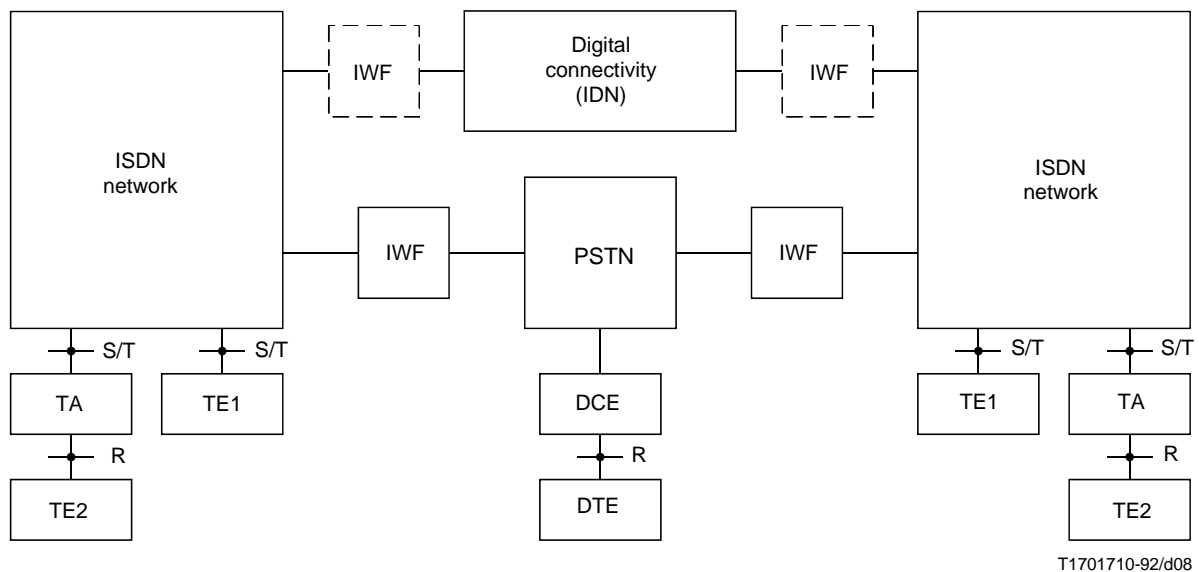 IWF
Digital
connectivity
(IDN)
IWF
ISDN
network
ISDN
network
IWF
PSTN
IWF
S/T
S/T
S/T
S/T
TA
TE1
DCE
TE1
TA
R
R
R
TE2
DTE
TE2
T1701710-92/d08